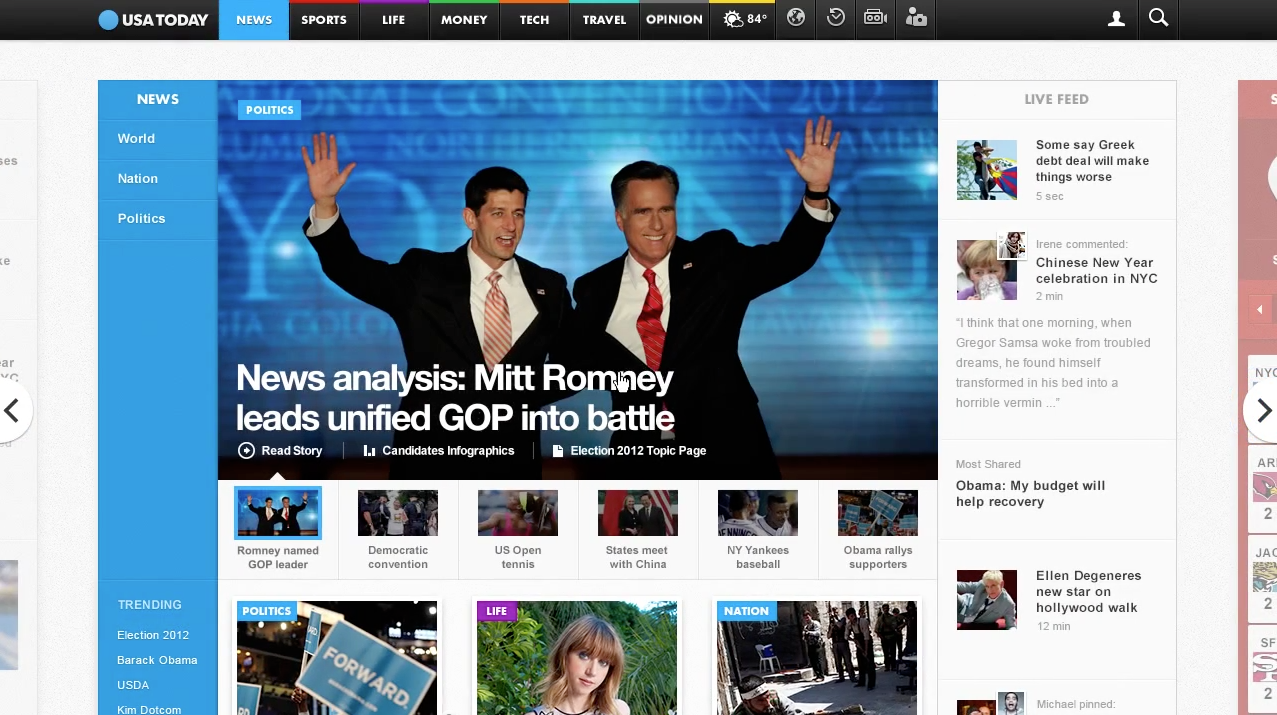 USA TODAY
NEWS
SPORTS
LIFE
MONEY
TECH
TRAVEL
OPINION
84°
NEWS
World
Nation
Politics
TRENDING
Election 2012
Barack Obama
USDA
Kim Dotcom
POLITICS
News analysis: Mitt Romney
leads unified GOP into battle
Read Story
Candidates Infographics
Election 2012 Topic Page
Romney named
GOP leader
Democratic
convention
US Open
tennis
States meet
with China
NY Yankees
baseball
Obama rallys
supporters
POLITICS
FORWARD
LIFE
NATION
LIVE FEED
Some say Greek
debt deal will make
things worse
5 sec
Irene commented:
Chinese New Year
celebration in NYC
2 min
“I think that one morning, when
Gregor Samsa woke from troubled
dreams, he found himself
transformed in his bed into a
horrible vermin ...”
Most Shared
Obama: My budget will
help recovery
Ellen Degeneres
new star on
hollywood walk
12 min
Michael pinned:
NYC
2
2
SF
2